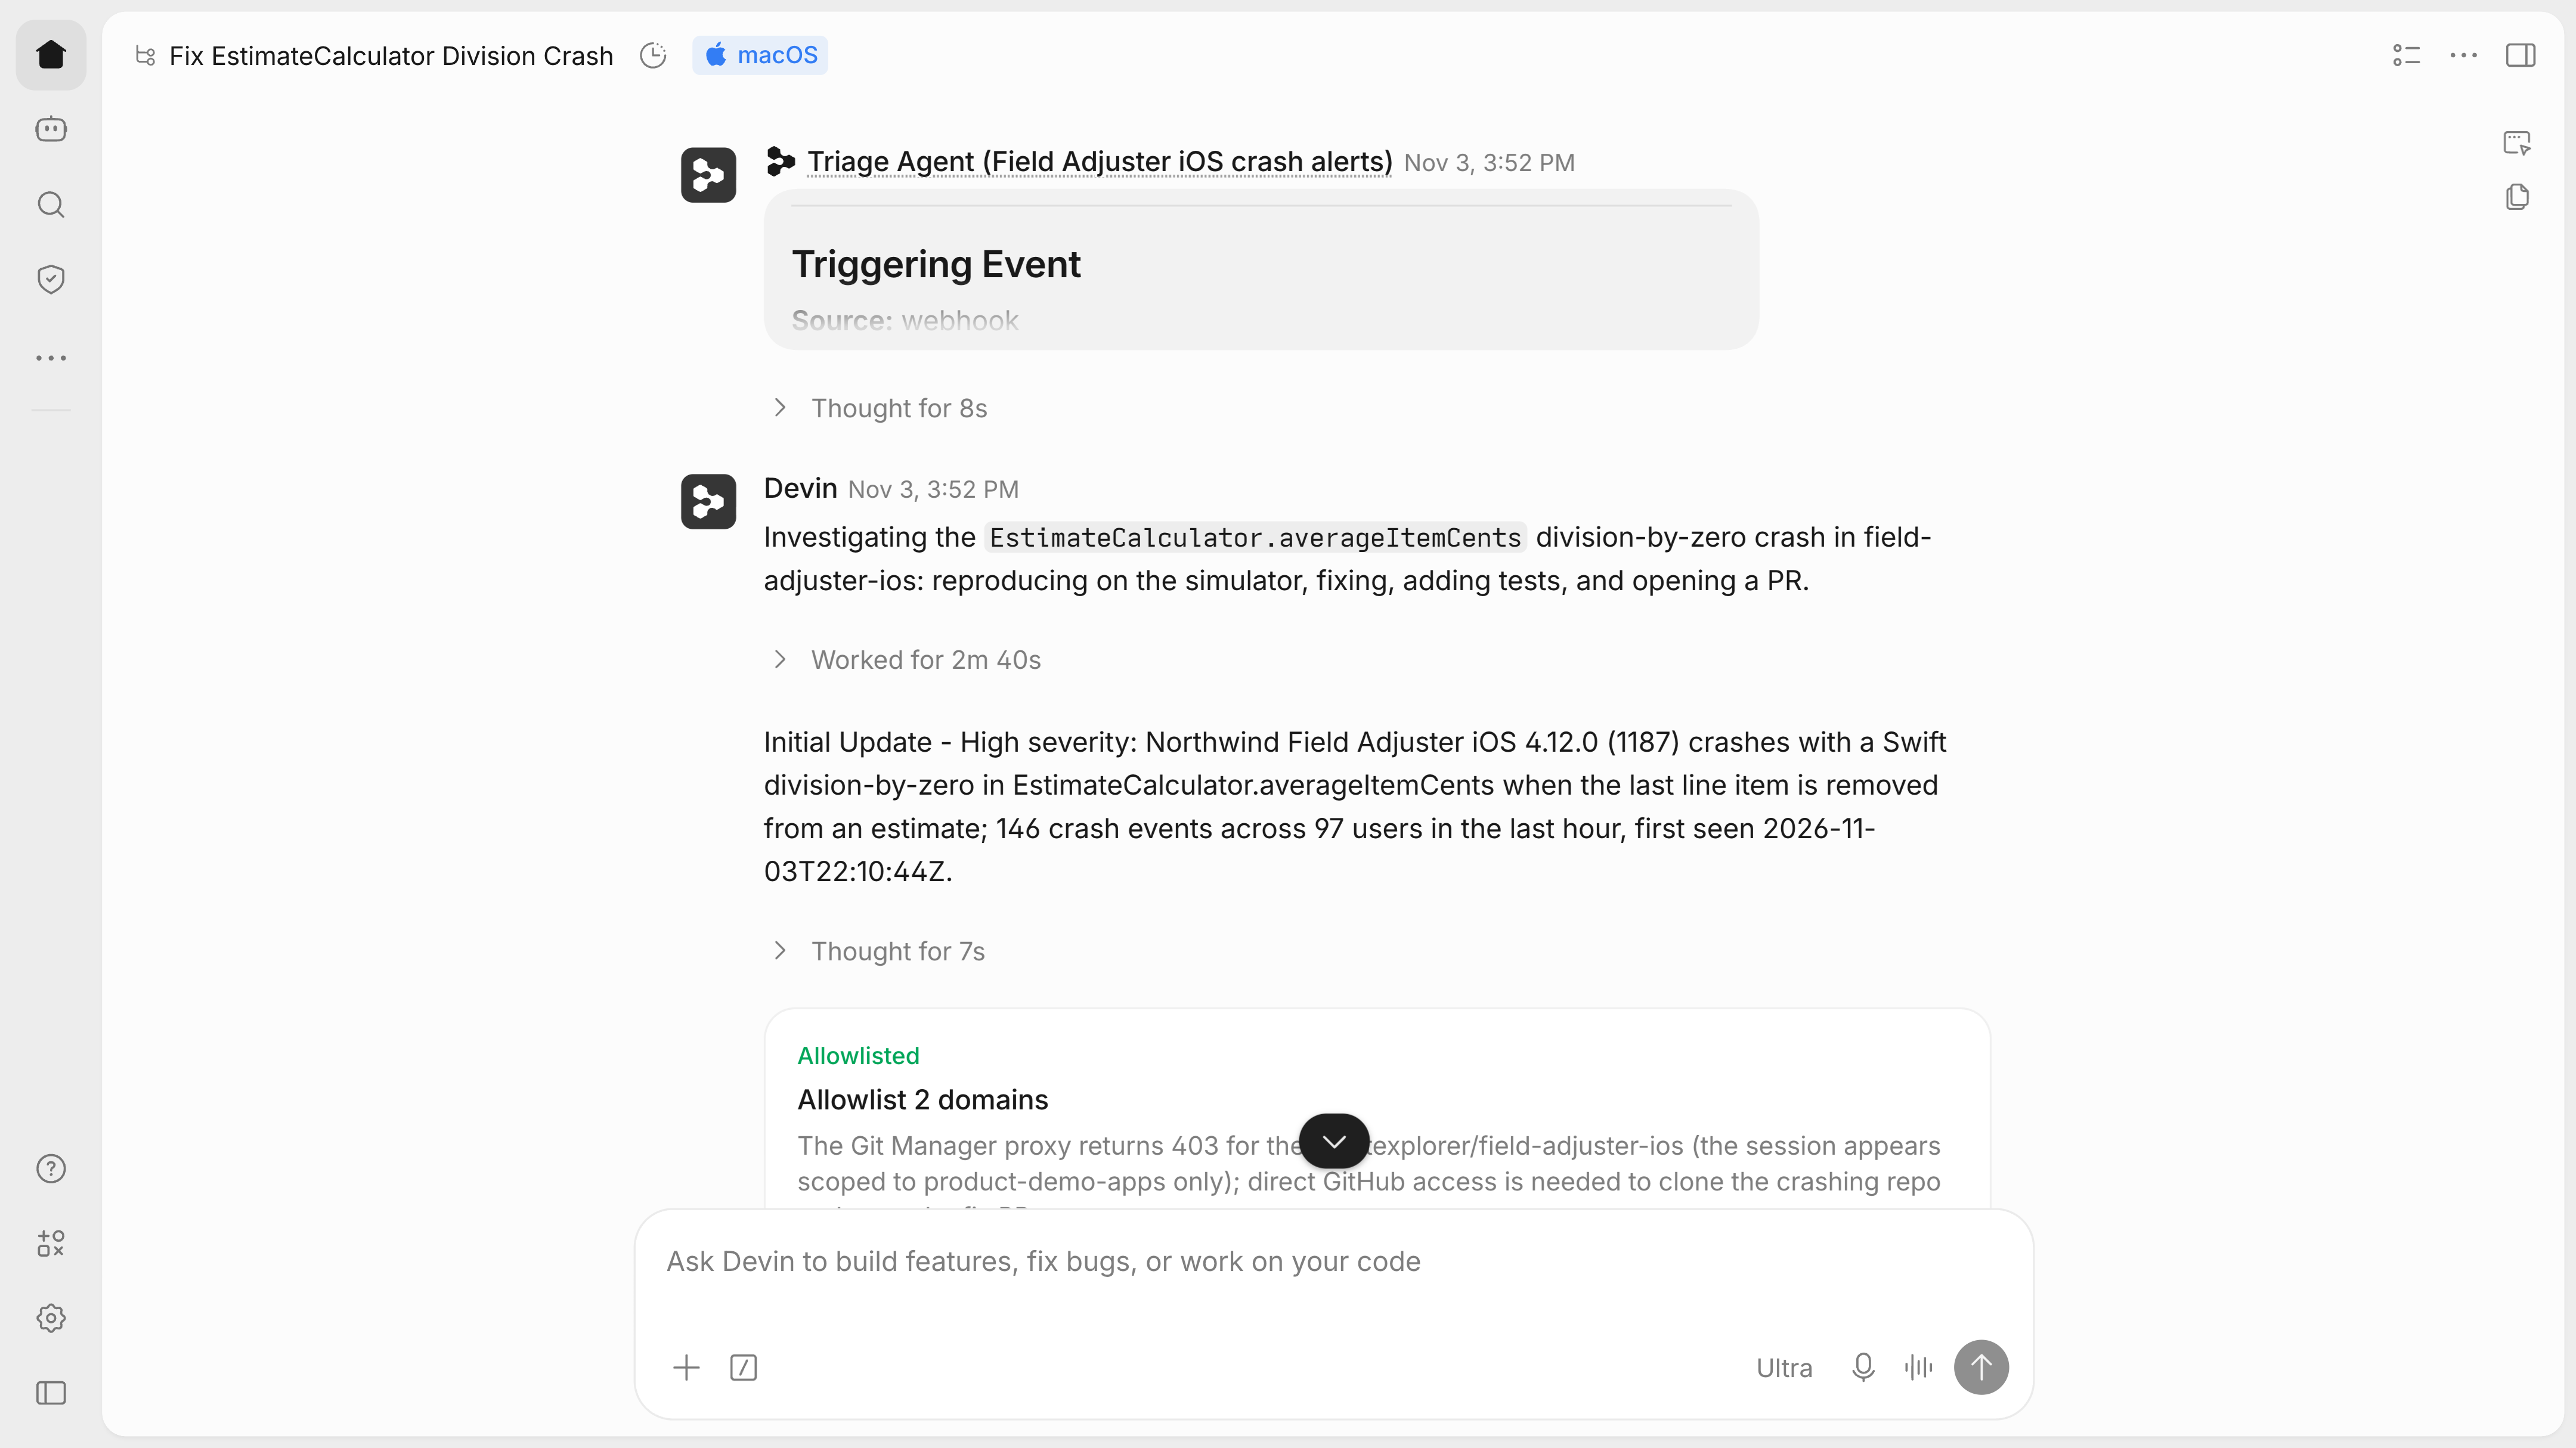 Fix EstimateCalculator Division Crash
macOS
Triage Agent (Field Adjuster iOS crash alerts) Nov 3, 3:52 PM
Triggering Event
Source: webhook
Thought for 8s
Devin Nov 3, 3:52 PM
Investigating the EstimateCalculator.averageItemCents division-by-zero crash in field-
adjuster-ios: reproducing on the simulator, fixing, adding tests, and opening a PR.
Worked for 2m 40s
Initial Update - High severity: Northwind Field Adjuster iOS 4.12.0 (1187) crashes with a Swift
division-by-zero in EstimateCalculator.averageItemCents when the last line item is removed
from an estimate; 146 crash events across 97 users in the last hour, first seen 2026-11-
03T22:10:44Z.
Thought for 7s
Allowlisted
Allowlist 2 domains
The Git Manager proxy returns 403 for the explorer/field-adjuster-ios (the session appears
scoped to product-demo-apps only); direct GitHub access is needed to clone the crashing repo
Ask Devin to build features, fix bugs, or work on your code
Ultra